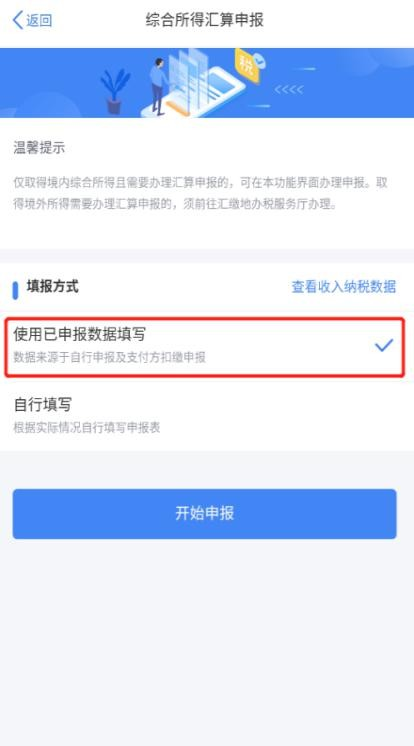 返回
综合所得汇算申报
税
温馨提示
仅取得境内综合所得且需要办理汇算申报的，可在本功能界面办理申报。取
得境外所得需要办理汇算申报的，须前往汇缴地办税服务厅办理。
填报方式
查看收入纳税数据
使用已申报数据填写
数据来源于自行申报及支付方扣缴申报
自行填写
根据实际情况自行填写申报表
开始申报